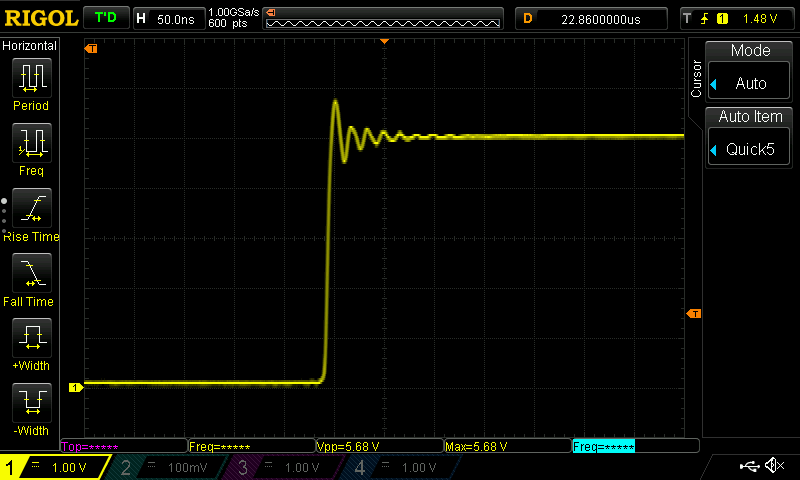 RIGOL T'D H 50.0ns 1.00GSa/s 600 pts D 22.8600000us T 1 1.48 V
Horizontal
Period
Freq
Rise Time
Fall Time
+Width
-Width
T
T
1
Cursor
Mode
Auto
Auto Item
Quick5
Top=***** Freq=***** Vpp=5.68 V Max=5.68 V Freq=*****
1 1.00 V 2 100mV 3 1.00 V 4 1.00 V